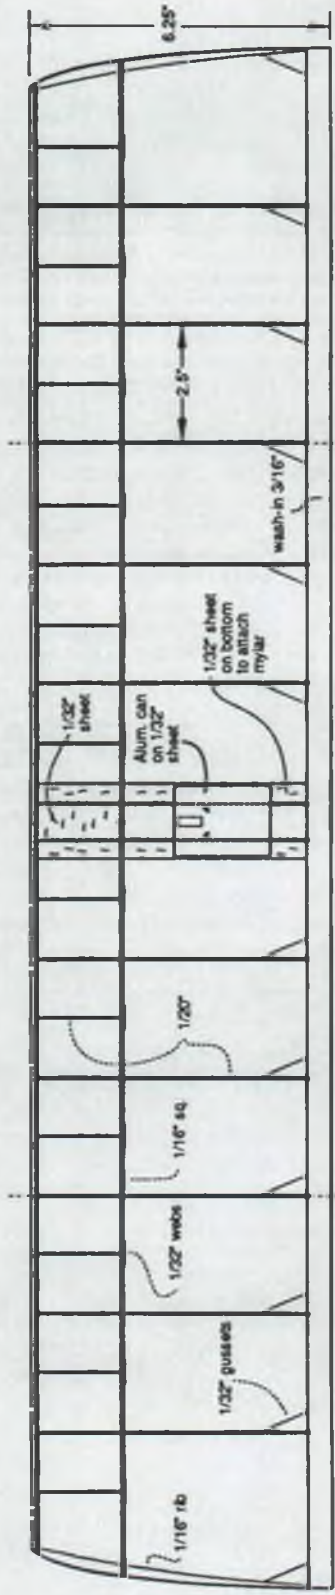 6.25"
2.5"
wash-in 3/16"
1/32" sheet
on bottom
to attach
mylar
1/32"
sheet
Alum. can
on 1/32"
sheet
1/20"
1/16" sq.
1/32" webs
1/32" gussets
1/16" rib